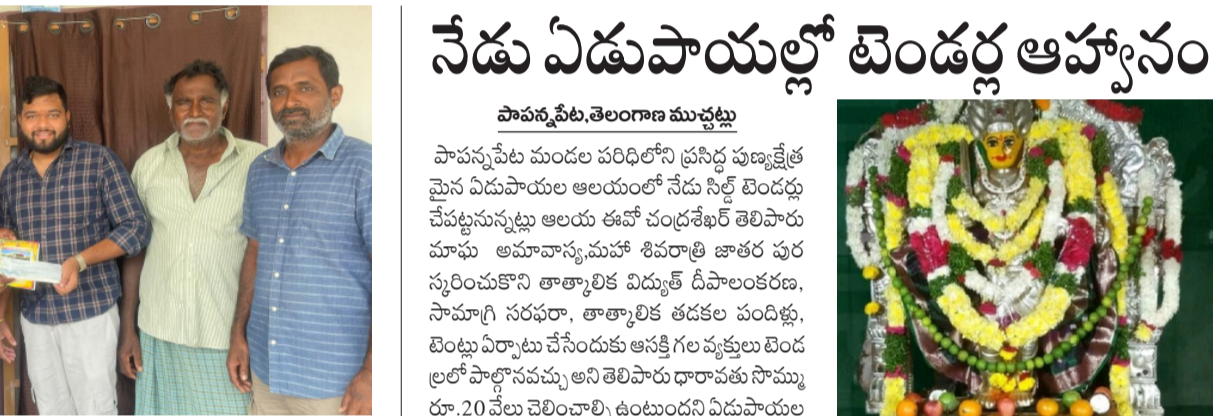 నేడు ఏడుపాయల్లో టెండర్ల ఆహ్వానం
పాపన్నపేట,తెలంగాణ ముచ్చట్లు
పాపన్నపేట మండల పరిధిలోని ప్రసిద్ధ పుణ్యక్షేత్ర
మైన ఏడుపాయల ఆలయంలో నేడు సిల్డ్ టెండర్లు
చేపట్టనున్నట్లు ఆలయ ఈవో చంద్రశేఖర్ తెలిపారు
మాఘ అమావాస్య,మహా శివరాత్రి జాతర పుర
స్కరించుకొని తాత్కాలిక విద్యుత్ దీపాలంకరణ,
సామాగ్రి సరఫరా, తాత్కాలిక తడకల పందిళ్లు,
టెంట్లు ఏర్పాటు చేసేందుకు ఆసక్తి గల వ్యక్తులు టెండ
ర్లలో పాల్గొనవచ్చు అని తెలిపారు ధారావతు సొమ్ము
రూ.20 వేలు చెల్లించాల్సి ఉంటుందని ఏడుపాయల